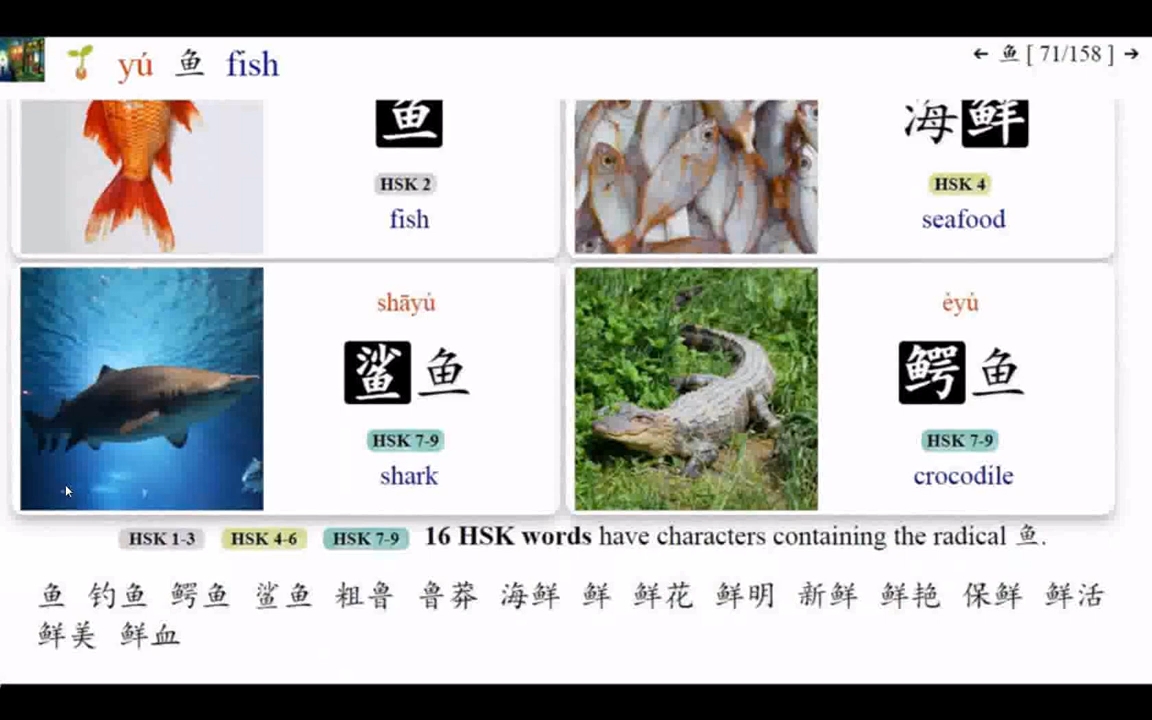 yú 鱼 fish
← 鱼 [ 71/158 ] →
鱼
HSK 2
fish
海鲜
HSK 4
seafood
shāyú
鲨鱼
HSK 7-9
shark
èyú
鳄鱼
HSK 7-9
crocodile
HSK 1-3 HSK 4-6 HSK 7-9 16 HSK words have characters containing the radical 鱼.
鱼 钓鱼 鳄鱼 鲨鱼 粗鲁 鲁莽 海鲜 鲜 鲜花 鲜明 新鲜 鲜艳 保鲜 鲜活
鲜美 鲜血